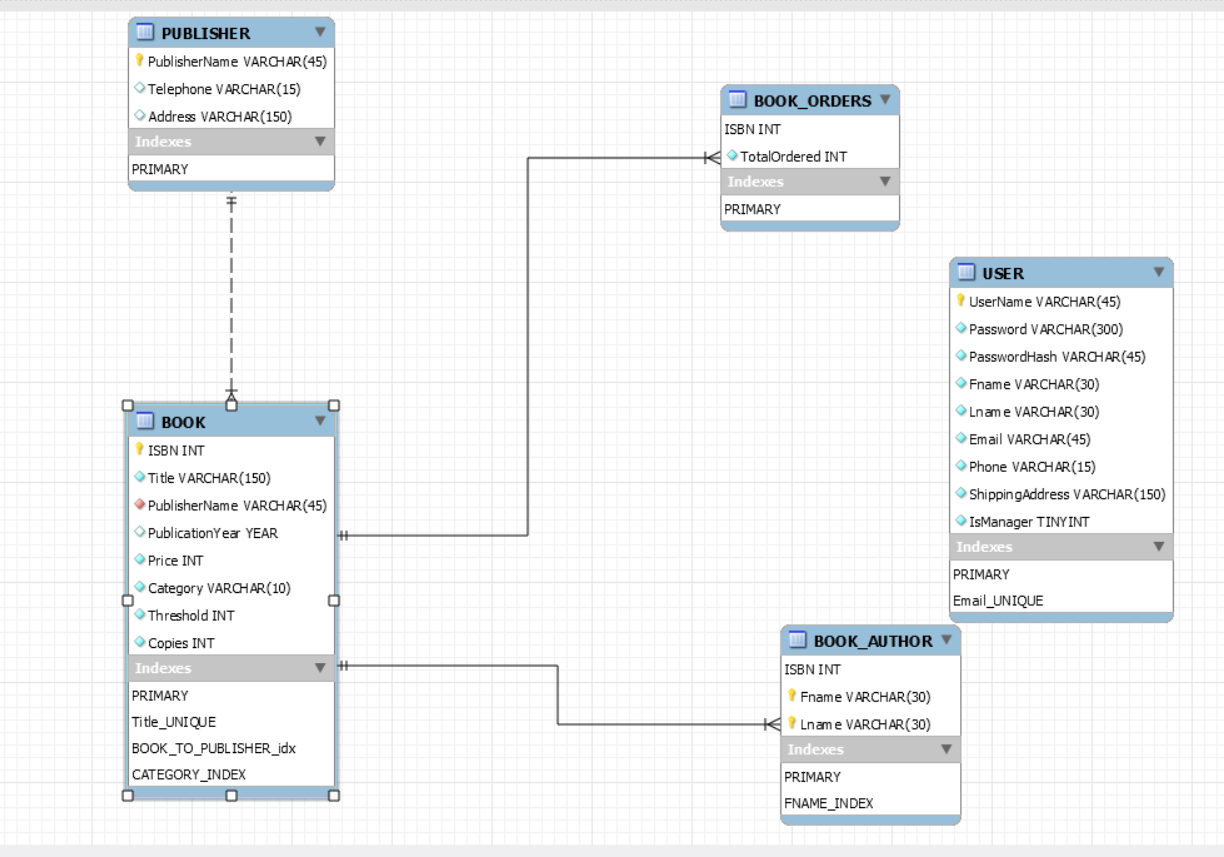 PUBLISHER
PublisherName VARCHAR(45)
Telephone VARCHAR(15)
Address VARCHAR(150)
Indexes
PRIMARY
BOOK_ORDERS
ISBN INT
TotalOrdered INT
Indexes
PRIMARY
USER
UserName VARCHAR(45)
Password VARCHAR(300)
PasswordHash VARCHAR(45)
Fname VARCHAR(30)
Lname VARCHAR(30)
Email VARCHAR(45)
Phone VARCHAR(15)
ShippingAddress VARCHAR(150)
IsManager TINYINT
Indexes
PRIMARY
Email_UNIQUE
BOOK
ISBN INT
Title VARCHAR(150)
PublisherName VARCHAR(45)
PublicationYear YEAR
Price INT
Category VARCHAR(10)
Threshold INT
Copies INT
Indexes
PRIMARY
Title_UNIQUE
BOOK_TO_PUBLISHER_idx
CATEGORY_INDEX
BOOK_AUTHOR
ISBN INT
Fname VARCHAR(30)
Lname VARCHAR(30)
Indexes
PRIMARY
FNAME_INDEX